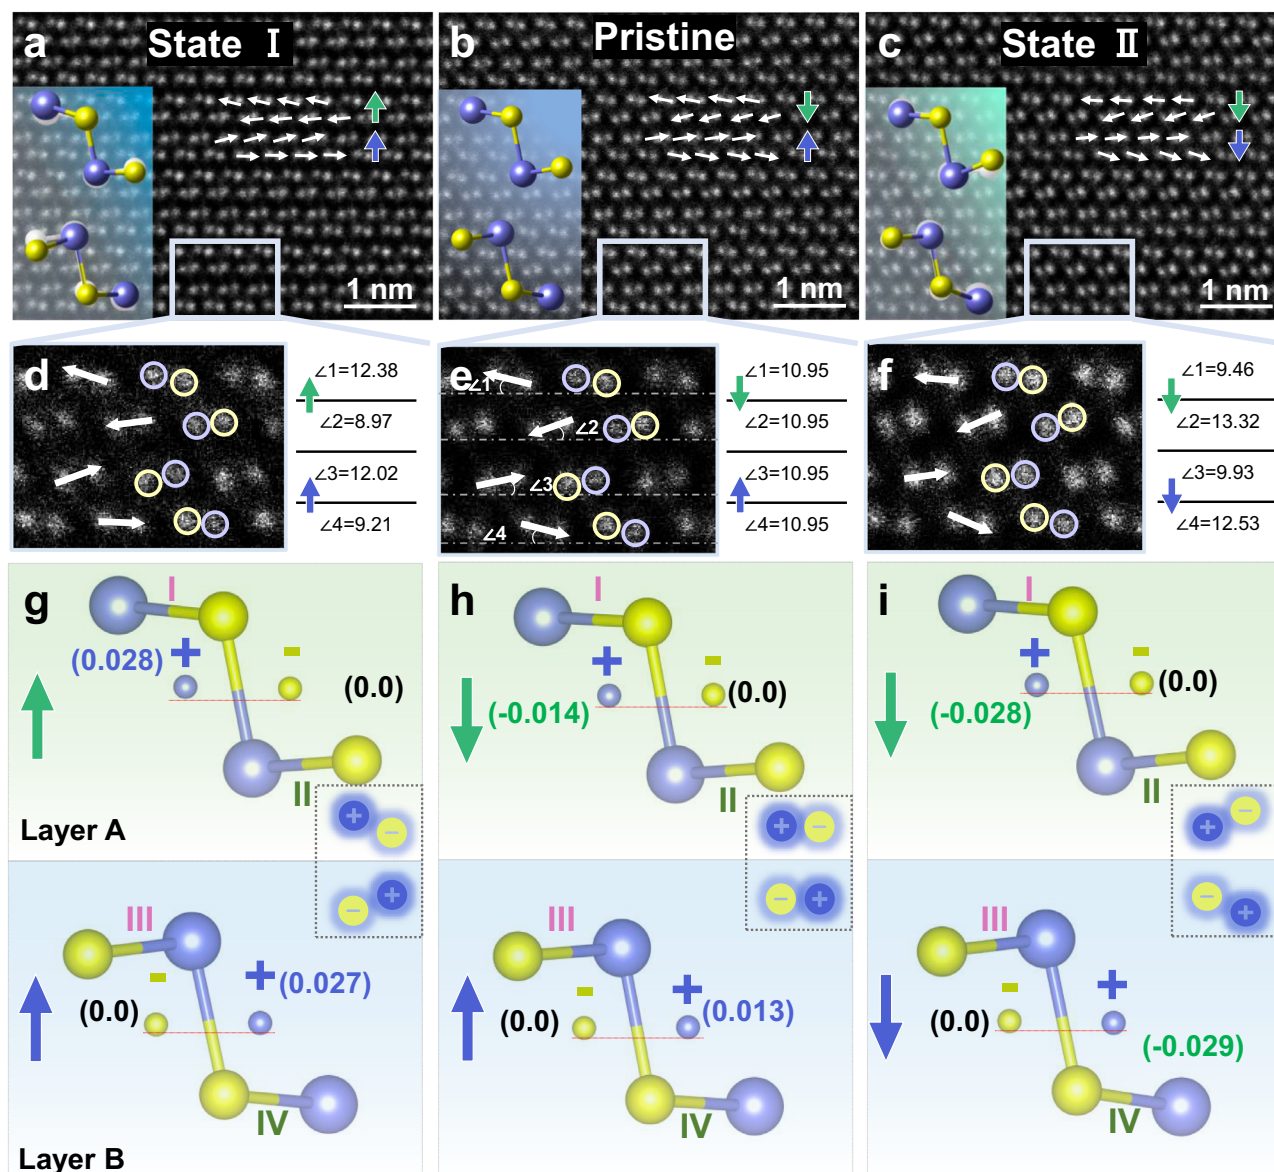 a State Ⅰ
1 nm
b Pristine
1 nm
c State Ⅱ
1 nm
d
∠1=12.38
∠2=8.97
∠3=12.02
∠4=9.21
e
∠1
∠2
∠3
∠4
∠1=10.95
∠2=10.95
∠3=10.95
∠4=10.95
f
∠1=9.46
∠2=13.32
∠3=9.93
∠4=12.53
g
I
+ -
(0.028) (0.0)
II
Layer A
+ −
− +
III
- +
(0.0) (0.027)
IV
Layer B
h
I
+ -
(-0.014) (0.0)
II
+ −
− +
III
- +
(0.0) (0.013)
IV
i
I
+ -
(-0.028) (0.0)
II
+ −
− +
III
- +
(0.0)
(-0.029)
IV